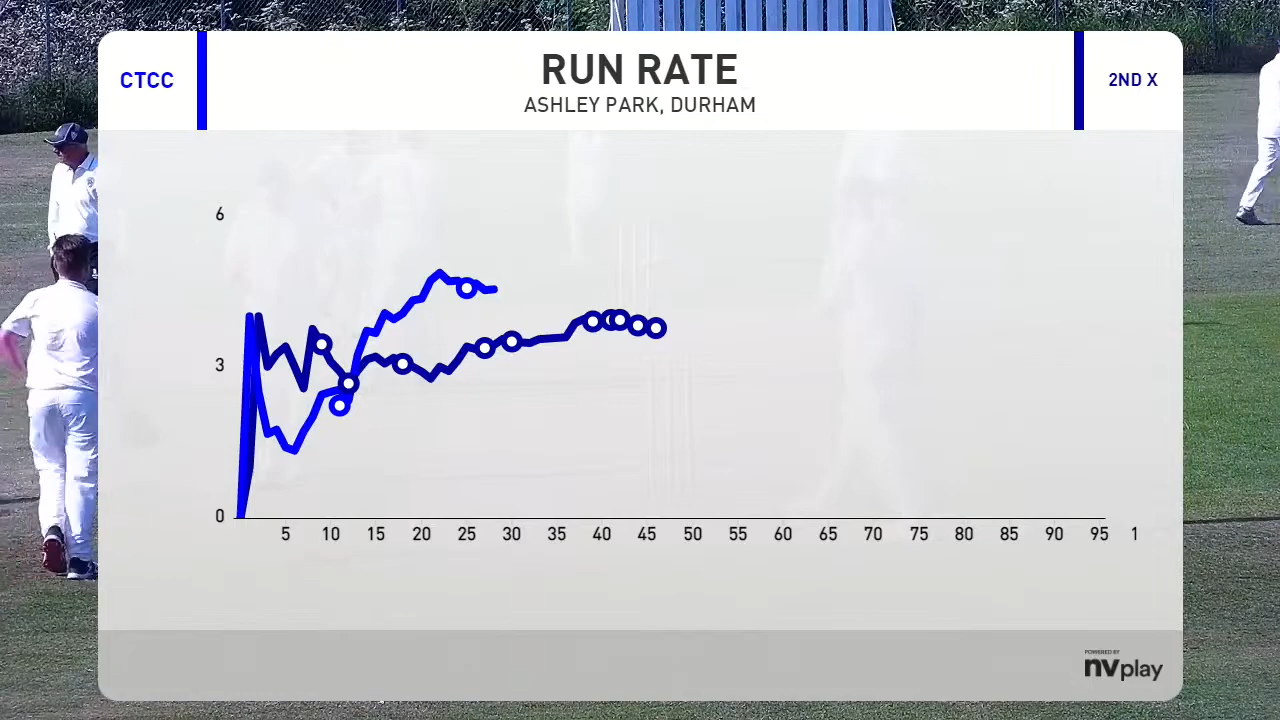 CTCC
RUN RATE
2ND X
ASHLEY PARK, DURHAM
6
3
0
5 10 15 20 25 30 35 40 45 50 55 60 65 70 75 80 85 90 95 1
POWERED BY
nvplay